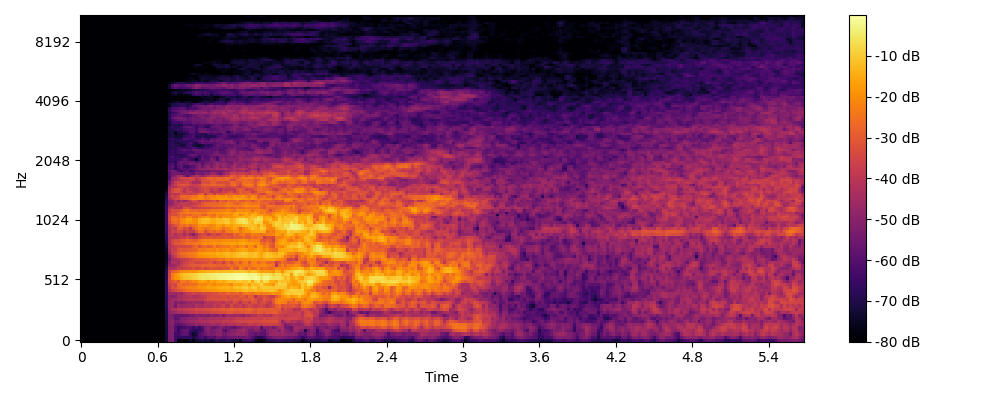 8192
4096
2048
1024
512
0
Hz
0 0.6 1.2 1.8 2.4 3 3.6 4.2 4.8 5.4
Time
-10 dB
-20 dB
-30 dB
-40 dB
-50 dB
-60 dB
-70 dB
-80 dB